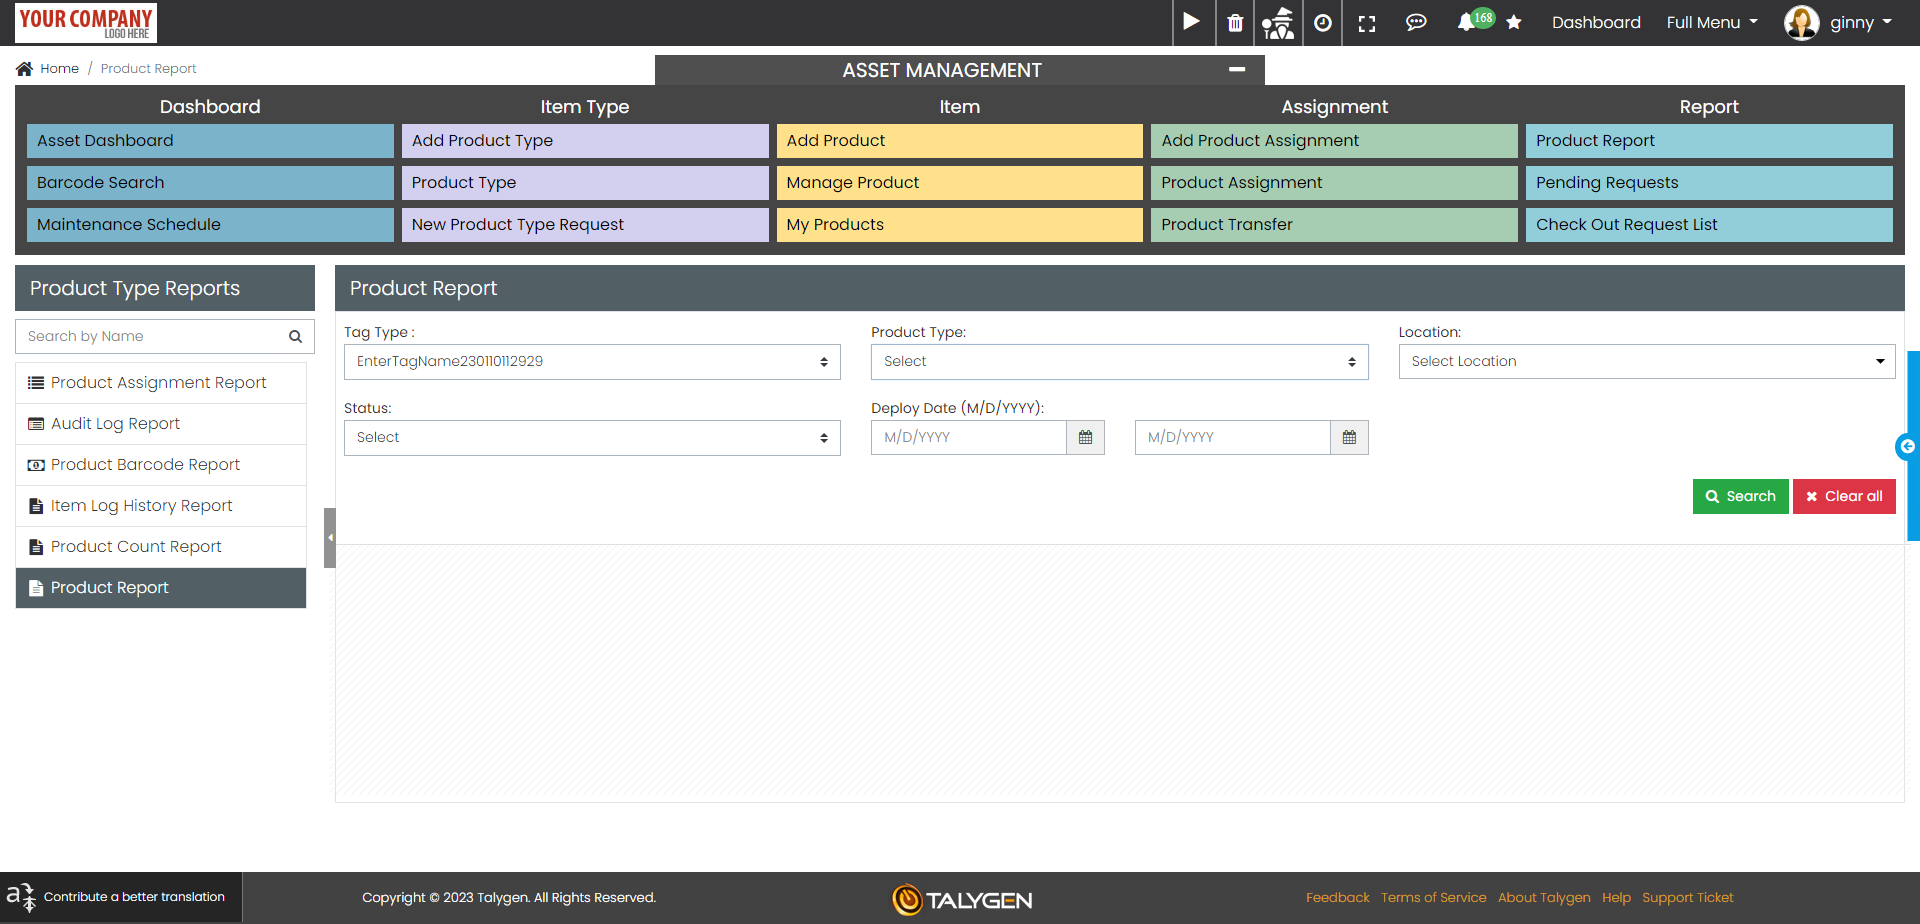 YOUR COMPANY
LOGO HERE
168
Dashboard
Full Menu
ginny
Home / Product Report
ASSET MANAGEMENT
Dashboard
Item Type
Item
Assignment
Report
Asset Dashboard
Add Product Type
Add Product
Add Product Assignment
Product Report
Barcode Search
Product Type
Manage Product
Product Assignment
Pending Requests
Maintenance Schedule
New Product Type Request
My Products
Product Transfer
Check Out Request List
Product Type Reports
Search by Name
Product Assignment Report
Audit Log Report
Product Barcode Report
Item Log History Report
Product Count Report
Product Report
Product Report
Tag Type :
Product Type:
Location:
EnterTagName230110112929
Select
Select Location
Status:
Deploy Date (M/D/YYYY):
Select
M/D/YYYY
M/D/YYYY
Search
Clear all
Contribute a better translation
Copyright © 2023 Talygen. All Rights Reserved.
TALYGEN
Feedback
Terms of Service
About Talygen
Help
Support Ticket